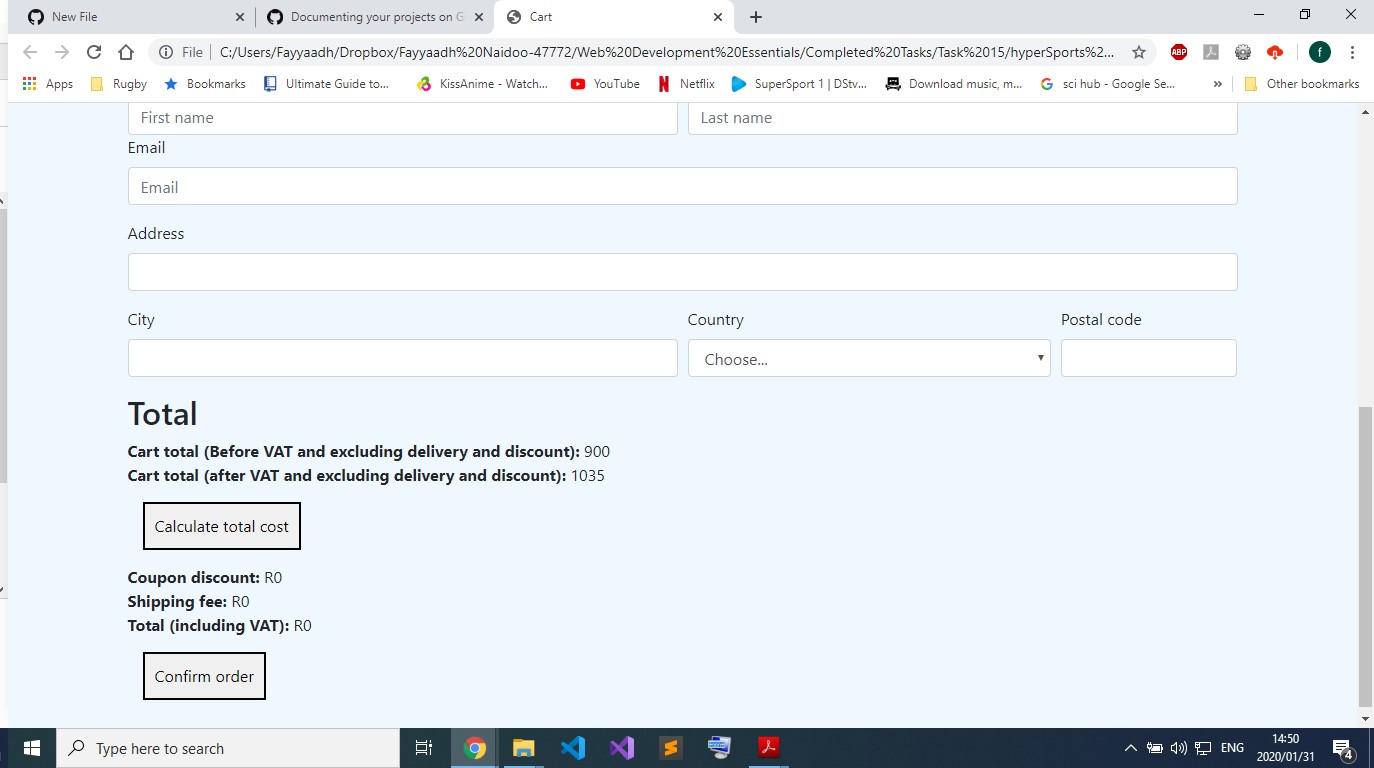 New File
Documenting your projects on G
Cart
File
C:/Users/Fayyaadh/Dropbox/Fayyaadh%20Naidoo-47772/Web%20Development%20Essentials/Completed%20Tasks/Task%2015/hyperSports%2...
ABP
f
Apps
Rugby
Bookmarks
Ultimate Guide to...
KissAnime - Watch...
YouTube
Netflix
SuperSport 1 | DStv...
Download music, m...
sci hub - Google Se...
»
Other bookmarks
First name
Last name
Email
Email
Address
City
Country
Postal code
Choose...
Total
Cart total (Before VAT and excluding delivery and discount): 900
Cart total (after VAT and excluding delivery and discount): 1035
Calculate total cost
Coupon discount: R0
Shipping fee: R0
Total (including VAT): R0
Confirm order
Type here to search
ENG
14:50
2020/01/31
4